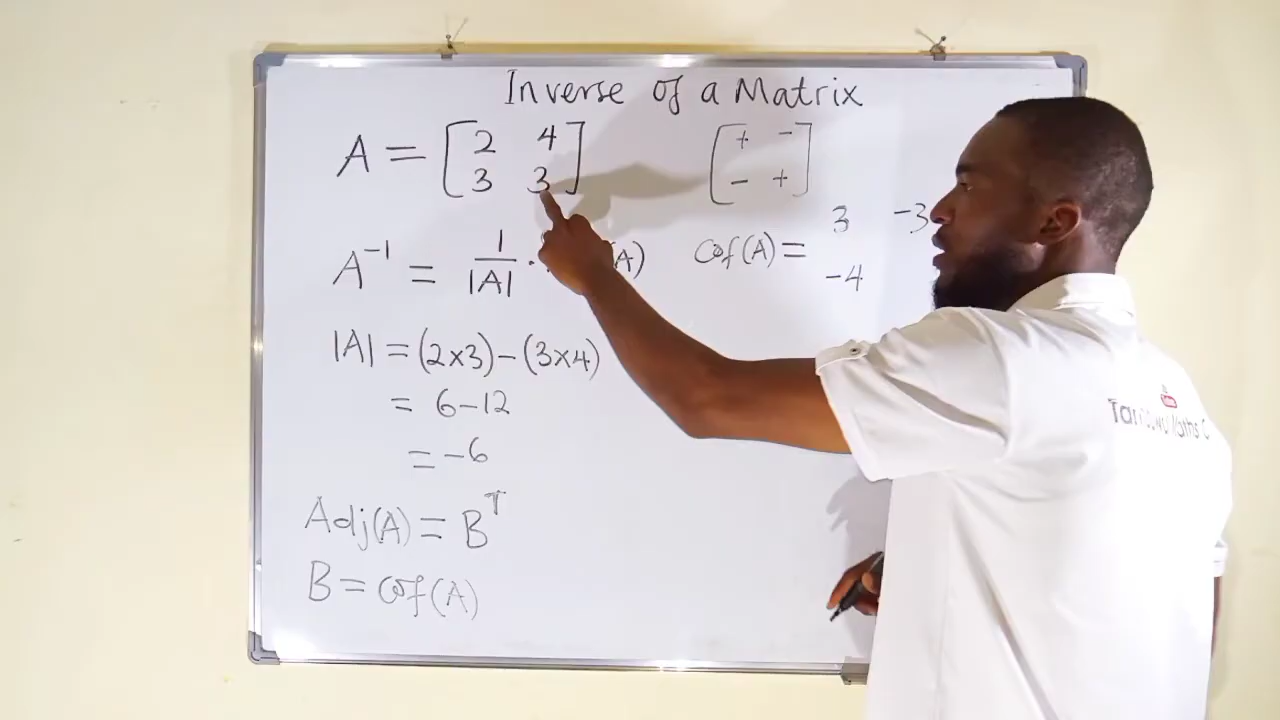 Inverse of a Matrix
A = [2 4
3 3]
[+ -
- +]
A⁻¹ = 1/|A| · (A)
Cof(A) = 3 -3
-4
|A| = (2x3) - (3x4)
= 6-12
= -6
Adj(A) = Bᵀ
B = Cof(A)